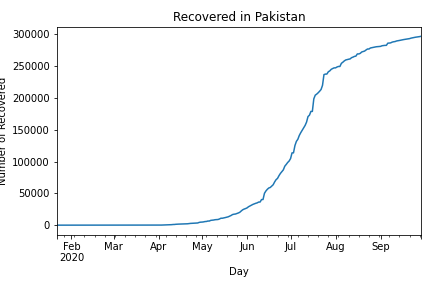 Recovered in Pakistan
Number of Recovered
300000
250000
200000
150000
100000
50000
0
Feb Mar Apr May Jun Jul Aug Sep
2020
Day